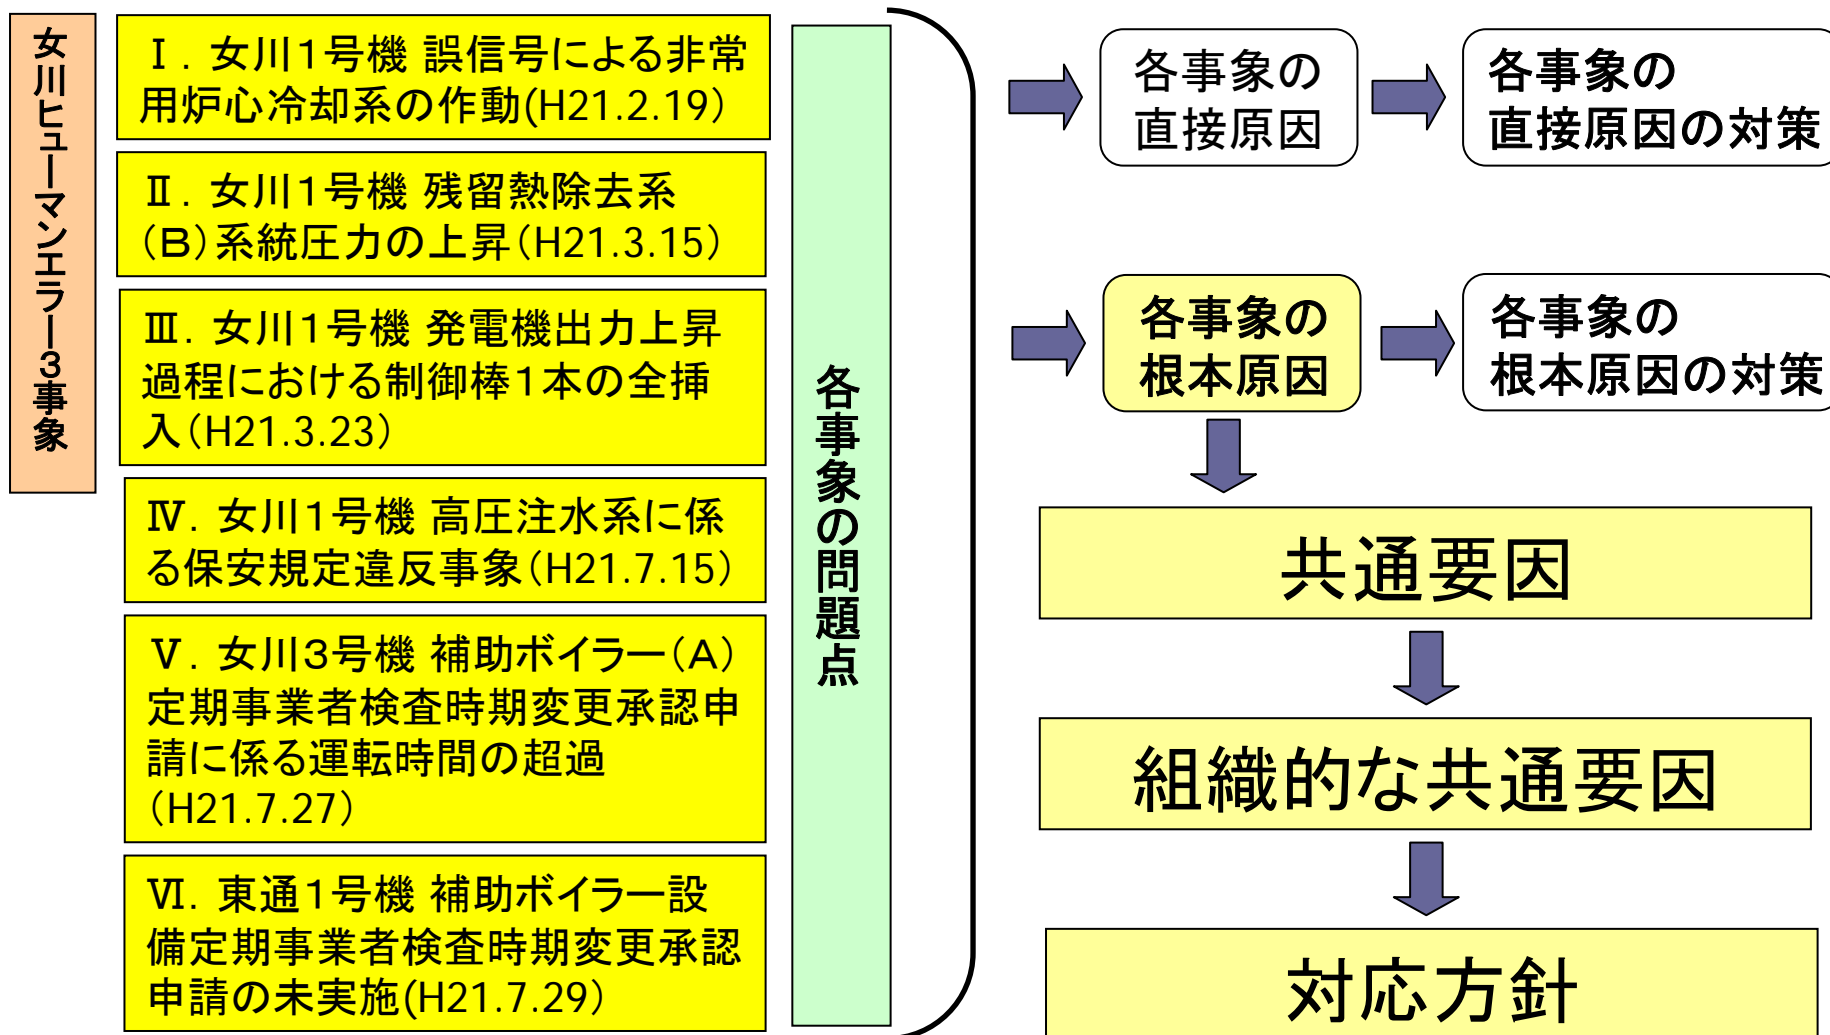 女川ヒューマンエラー３事象
Ⅰ．女川１号機 誤信号による非常
用炉心冷却系の作動(H21.2.19）
Ⅱ．女川１号機 残留熱除去系
（Ｂ）系統圧力の上昇（H21.3.15）
Ⅲ．女川１号機 発電機出力上昇
過程における制御棒１本の全挿
入（H21.3.23）
Ⅳ．女川１号機 高圧注水系に係
る保安規定違反事象（H21.7.15）
Ⅴ．女川３号機 補助ボイラー（Ａ）
定期事業者検査時期変更承認申
請に係る運転時間の超過
（H21.7.27）
Ⅵ．東通１号機 補助ボイラー設
備定期事業者検査時期変更承認
申請の未実施(H21.7.29）
各事象の問題点
各事象の
直接原因
各事象の
直接原因の対策
各事象の
根本原因
各事象の
根本原因の対策
共通要因
組織的な共通要因
対応方針